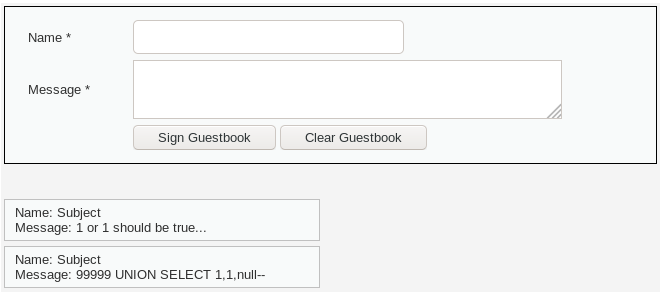 Name *
Message *
Sign Guestbook Clear Guestbook
Name: Subject
Message: 1 or 1 should be true...
Name: Subject
Message: 99999 UNION SELECT 1,1,null--